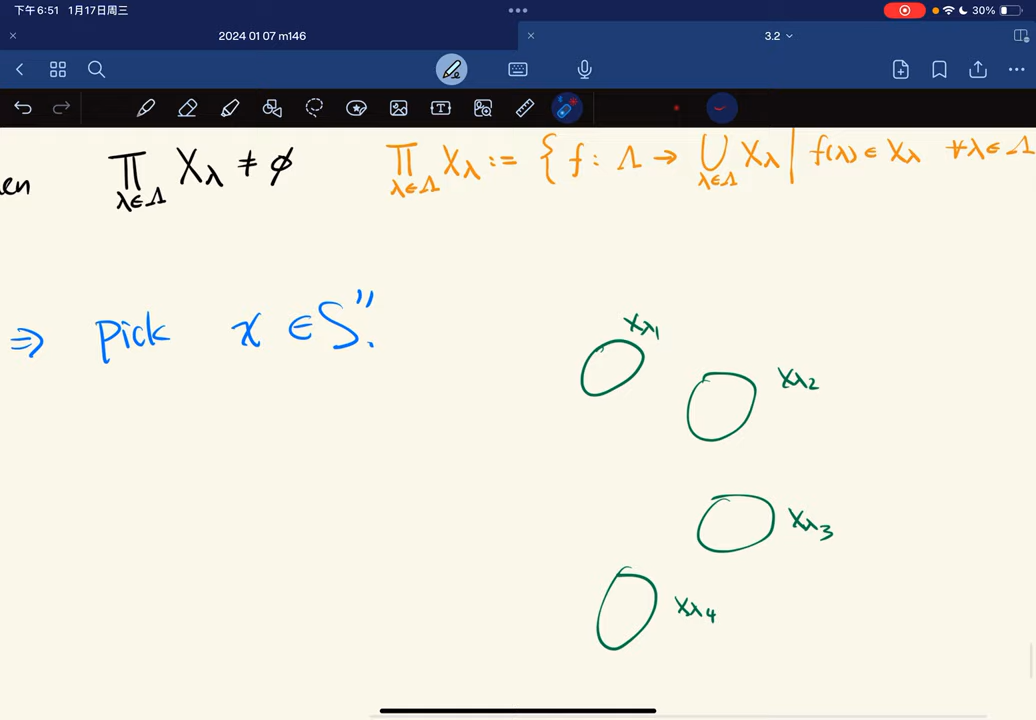 下午6:51 1月17日周三
30%
2024 01 07 m146
3.2
en ∏_{λ∈Λ} X_λ ≠ ∅
∏_{λ∈Λ} X_λ := { f : Λ → ⋃_{λ∈Λ} X_λ | f(λ) ∈ X_λ ∀λ∈Λ
⇒ Pick x ∈ S."
X_{λ1}
X_{λ2}
X_{λ3}
X_{λ4}